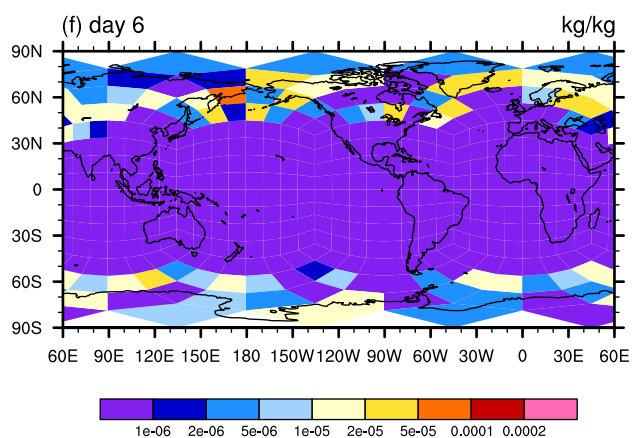 (f) day 6 kg/kg
90N
60N
30N
0
30S
60S
90S
60E 90E 120E 150E 180 150W 120W 90W 60W 30W 0 30E 60E
1e-06 2e-06 5e-06 1e-05 2e-05 5e-05 0.0001 0.0002